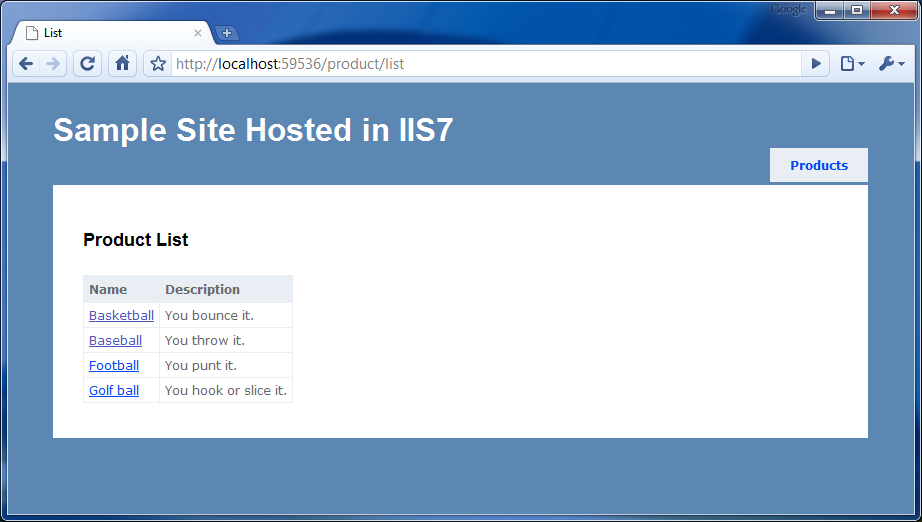 Google
List
http://localhost:59536/product/list
Sample Site Hosted in IIS7
Products
Product List
Name Description
Basketball You bounce it.
Baseball You throw it.
Football You punt it.
Golf ball You hook or slice it.